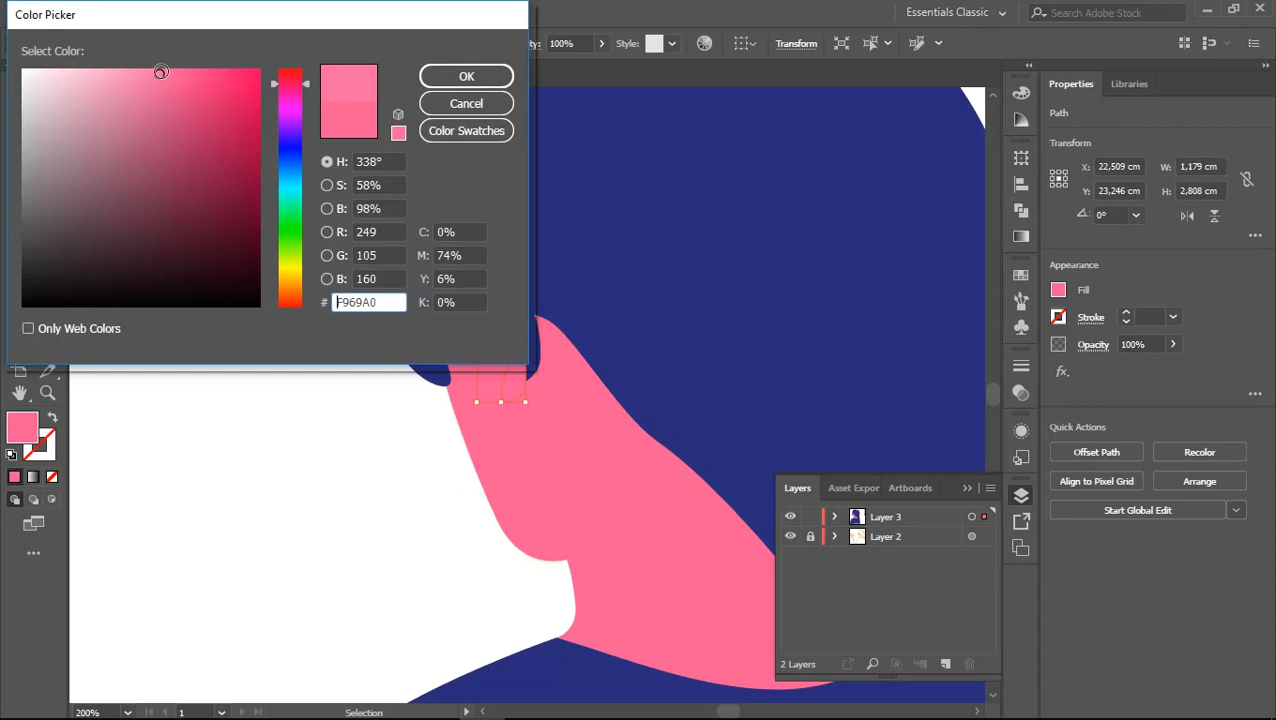 Color Picker
Essentials Classic
Search Adobe Stock
Select Color:
100%
Style:
Transform
OK
Cancel
Color Swatches
H: 338°
S: 58%
B: 98%
R: 249
G: 105
B: 160
# F969A0
C: 0%
M: 74%
Y: 6%
K: 0%
Only Web Colors
Properties
Libraries
Path
Transform
X: 22,509 cm
W: 1,179 cm
Y: 23,246 cm
H: 2,808 cm
0°
Appearance
Fill
Stroke
Opacity
100%
fx
Quick Actions
Offset Path
Recolor
Align to Pixel Grid
Arrange
Start Global Edit
Layers
Asset Expor
Artboards
Layer 3
Layer 2
2 Layers
200%
1
Selection